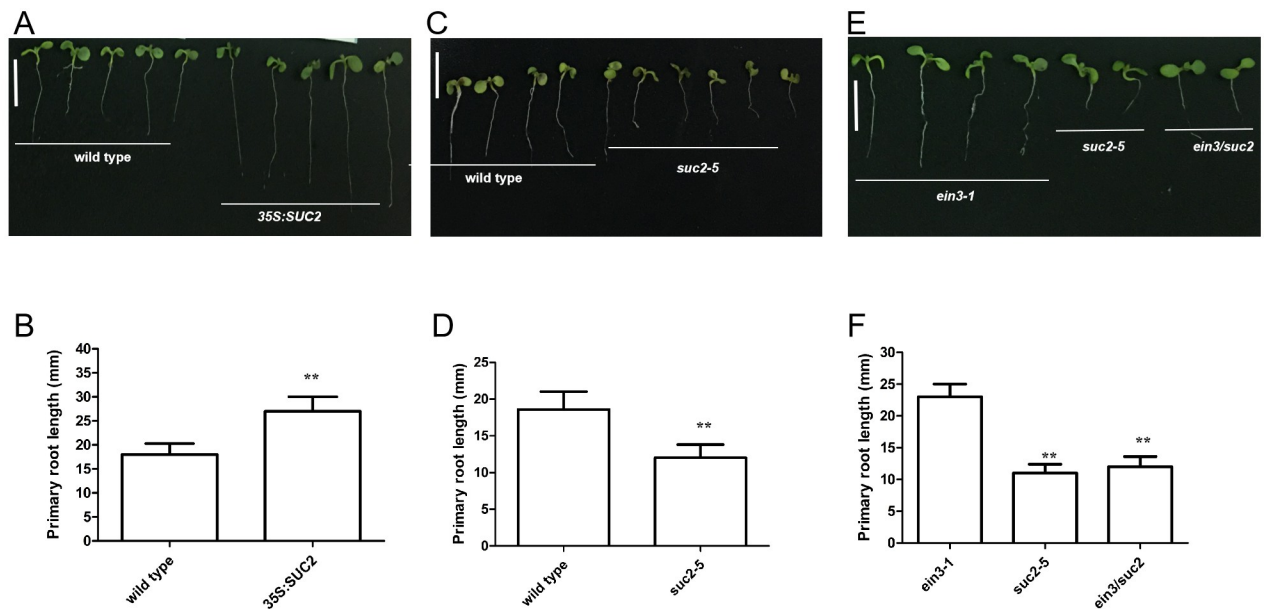 A
C
E
wild type
35S:SUC2
wild type
suc2-5
ein3-1
suc2-5
ein3/suc2
B
Primary root length (mm)
40
35
30
25
20
15
10
5
0
**
wild type
35S:SUC2
D
Primary root length (mm)
25
20
15
10
5
0
**
wild type
suc2-5
F
Primary root length (mm)
30
25
20
15
10
5
0
**
**
ein3-1
suc2-5
ein3/suc2